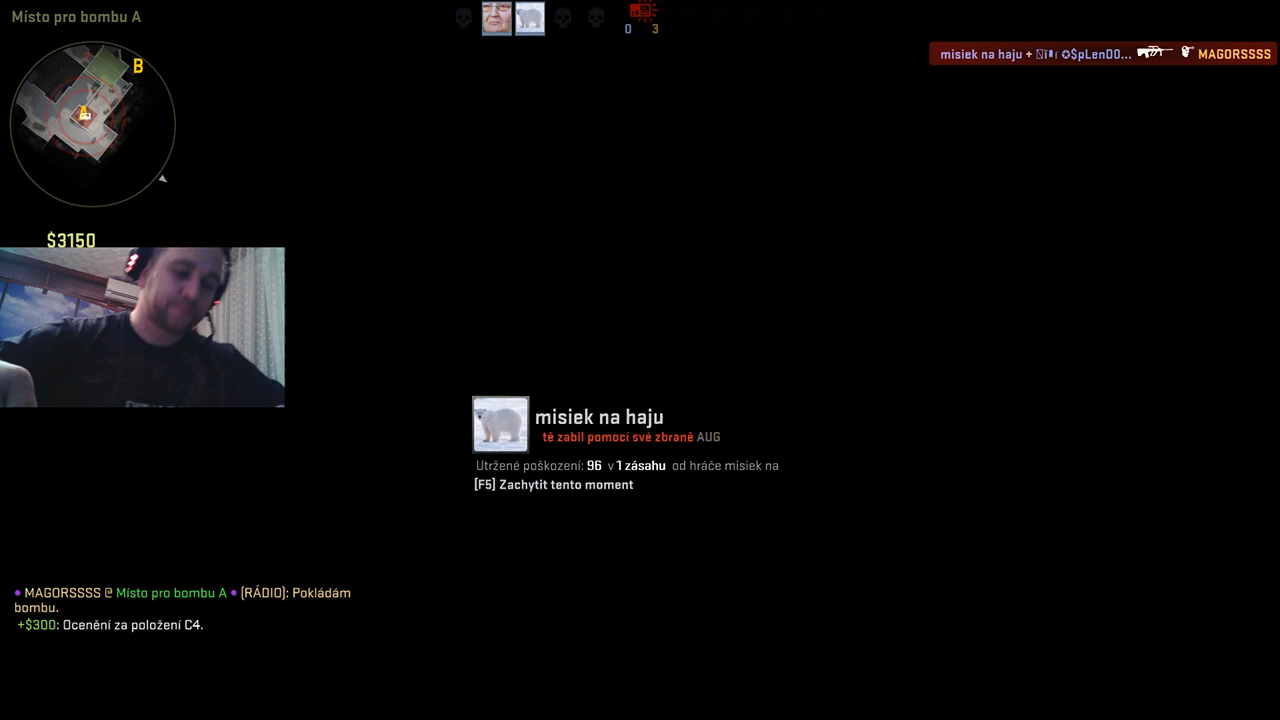 Místo pro bombu A
0 3
misiek na haju + MAGORSSSS
B
A
$3150
misiek na haju
tě zabil pomocí své zbraně AUG
Utržené poškození: 96 v 1 zásahu od hráče misiek na
[F5] Zachytit tento moment
• MAGORSSSS @ Místo pro bombu A • (RÁDIO): Pokládám
bombu.
+$300: Ocenění za položení C4.